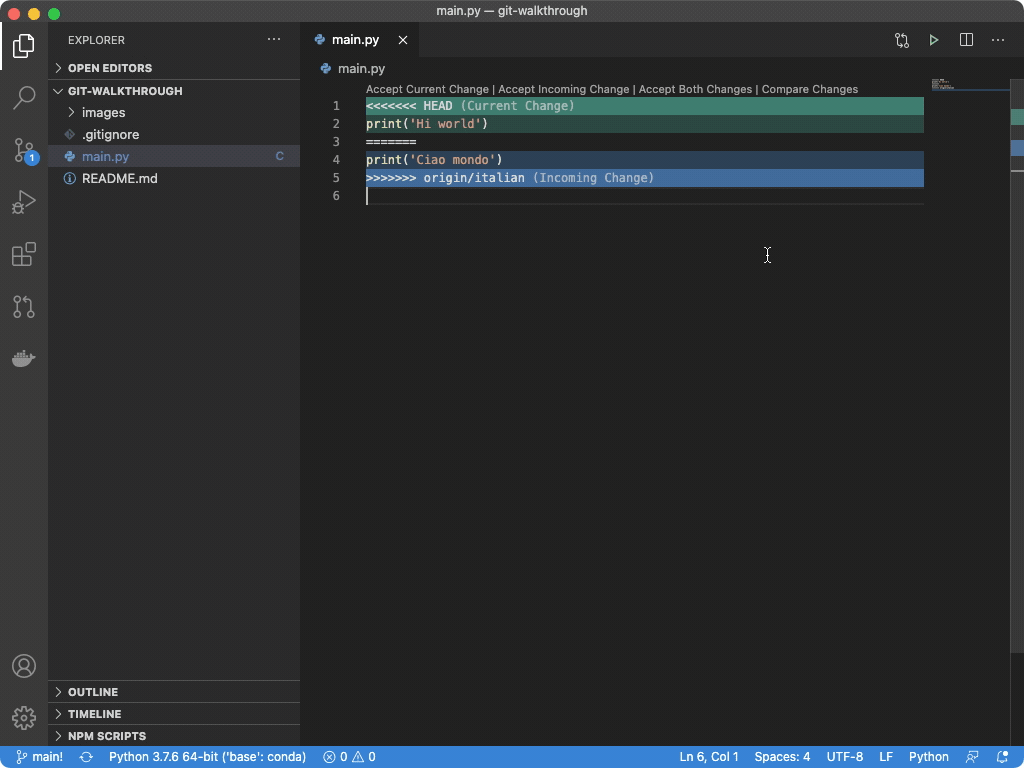 main.py — git-walkthrough
EXPLORER
OPEN EDITORS
GIT-WALKTHROUGH
images
.gitignore
main.py C
README.md
1
OUTLINE
TIMELINE
NPM SCRIPTS
main.py
main.py
Accept Current Change | Accept Incoming Change | Accept Both Changes | Compare Changes
1 <<<<<<< HEAD (Current Change)
2 print('Hi world')
3 =======
4 print('Ciao mondo')
5 >>>>>>> origin/italian (Incoming Change)
6
main! Python 3.7.6 64-bit ('base': conda) 0 0 Ln 6, Col 1 Spaces: 4 UTF-8 LF Python